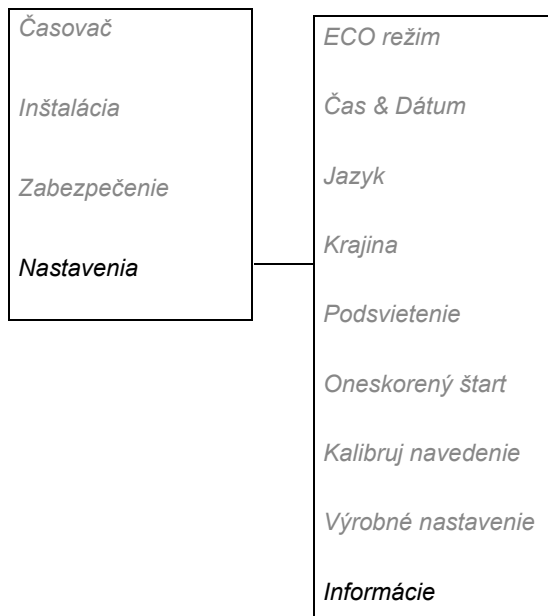 Časovač
Inštalácia
Zabezpečenie
Nastavenia
ECO režim
Čas & Dátum
Jazyk
Krajina
Podsvietenie
Oneskorený štart
Kalibruj navedenie
Výrobné nastavenie
Informácie